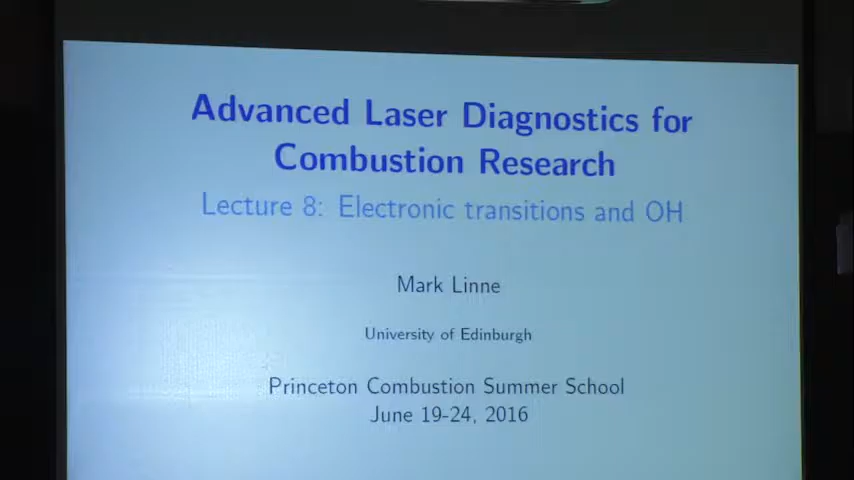 Advanced Laser Diagnostics for
Combustion Research
Lecture 8: Electronic transitions and OH
Mark Linne
University of Edinburgh
Princeton Combustion Summer School
June 19-24, 2016